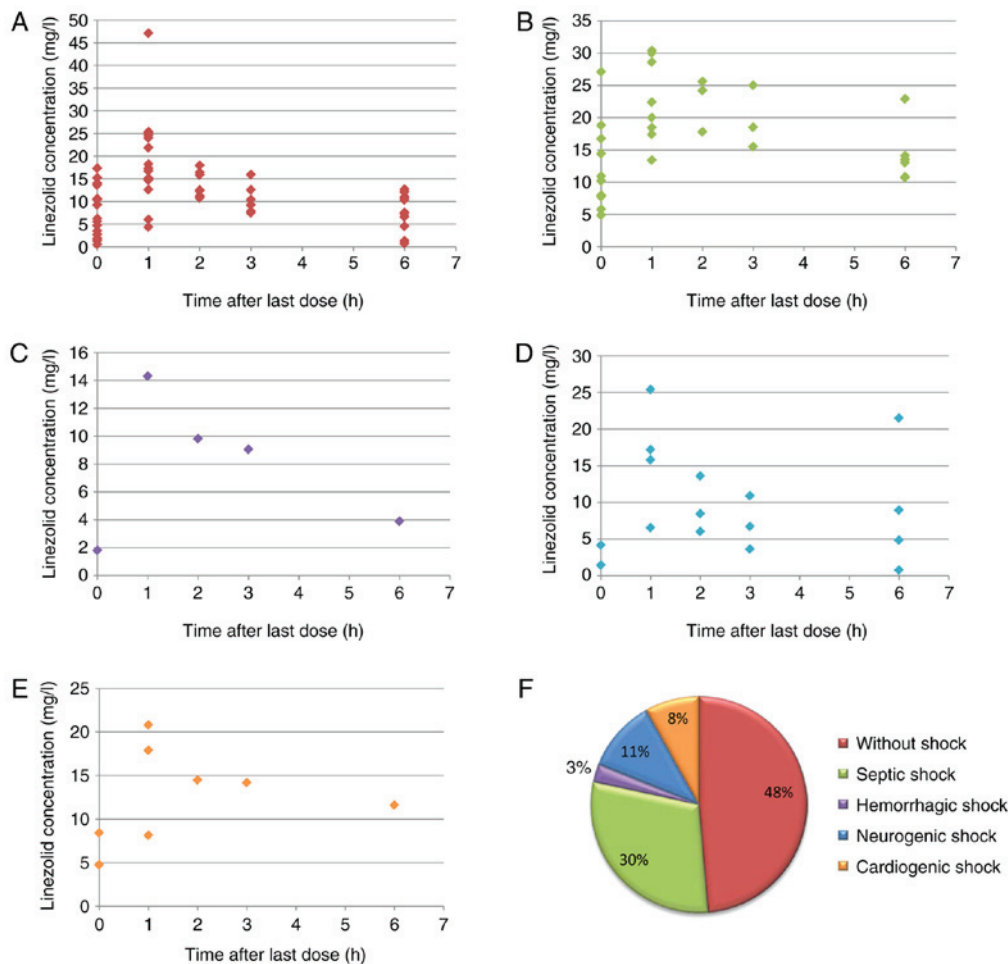 A
Linezolid concentration (mg/l)
50
45
40
35
30
25
20
15
10
5
0
0 1 2 3 4 5 6 7
Time after last dose (h)
B
Linezolid concentration (mg/l)
35
30
25
20
15
10
5
0
0 1 2 3 4 5 6 7
Time after last dose (h)
C
Linezolid concentration (mg/l)
16
14
12
10
8
6
4
2
0
0 1 2 3 4 5 6 7
Time after last dose (h)
D
Linezolid concentration (mg/l)
30
25
20
15
10
5
0
0 1 2 3 4 5 6 7
Time after last dose (h)
E
Linezolid concentration (mg/l)
25
20
15
10
5
0
0 1 2 3 4 5 6 7
Time after last dose (h)
F
8%
11%
3%
48%
30%
Without shock
Septic shock
Hemorrhagic shock
Neurogenic shock
Cardiogenic shock